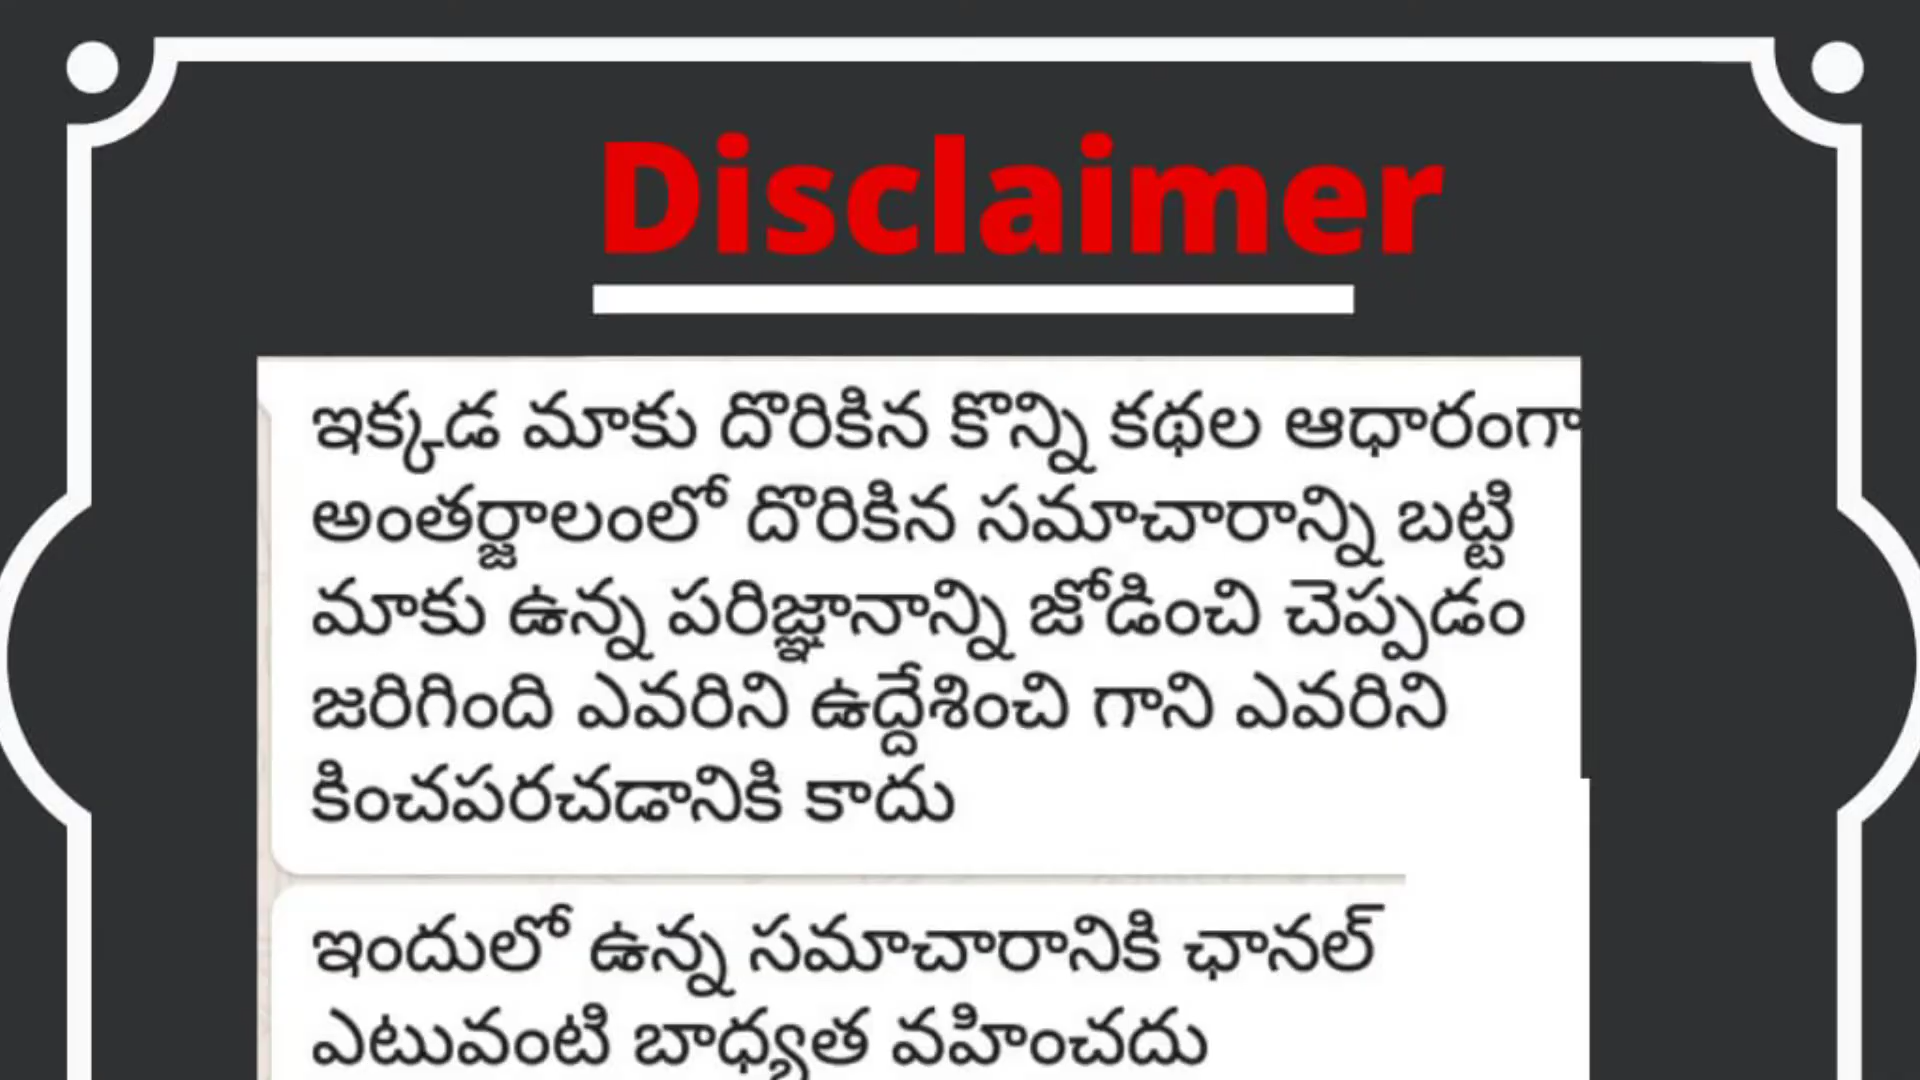 Disclaimer
ఇక్కడ మాకు దొరికిన కొన్ని కథల ఆధారంగా
అంతర్జాలంలో దొరికిన సమాచారాన్ని బట్టి
మాకు ఉన్న పరిజ్ఞానాన్ని జోడించి చెప్పడం
జరిగింది ఎవరిని ఉద్దేశించి గాని ఎవరిని
కించపరచడానికి కాదు
ఇందులో ఉన్న సమాచారానికి ఛానల్
ఎటువంటి బాధ్యత వహించదు